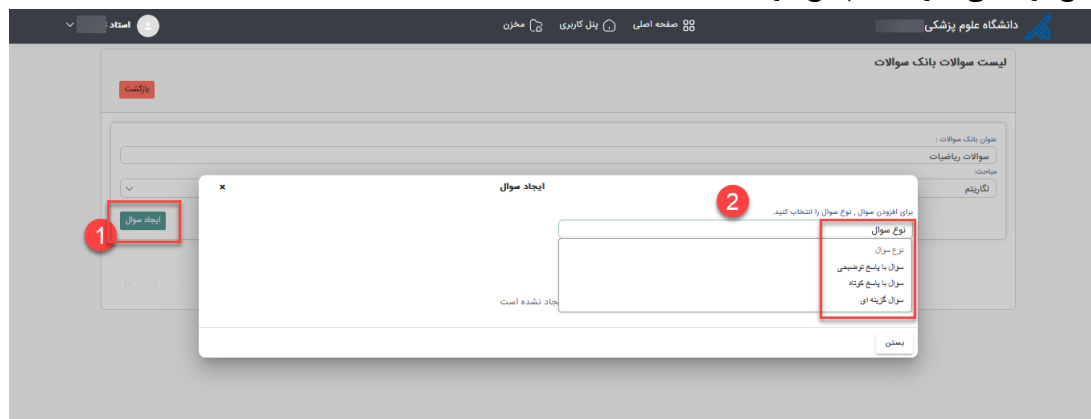 دانشگاه علوم پزشکی
صفحه اصلی
پنل کاربری
مخزن
استاد
لیست سوالات بانک سوالات
بازگشت
عنوان بانک سوالات :
سوالات ریاضیات
مباحث:
لگاریتم
ایجاد سوال
1
ایجاد سوال
×
2
برای افزودن سوال , نوع سوال را انتخاب کنید.
نوع سوال
نوع سوال
سوال با پاسخ توضیحی
سوال با پاسخ کوتاه
سوال گزینه ای
جاد نشده است
بستن